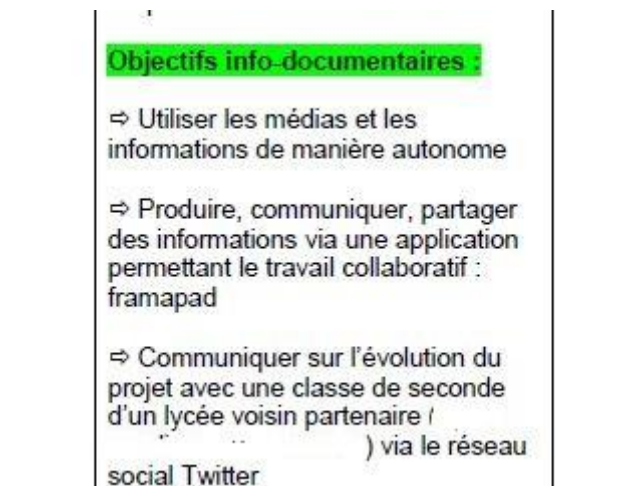 Objectifs info-documentaires :
⇨ Utiliser les médias et les
informations de manière autonome
⇨ Produire, communiquer, partager
des informations via une application
permettant le travail collaboratif :
framapad
⇨ Communiquer sur l'évolution du
projet avec une classe de seconde
d'un lycée voisin partenaire (
) via le réseau
social Twitter